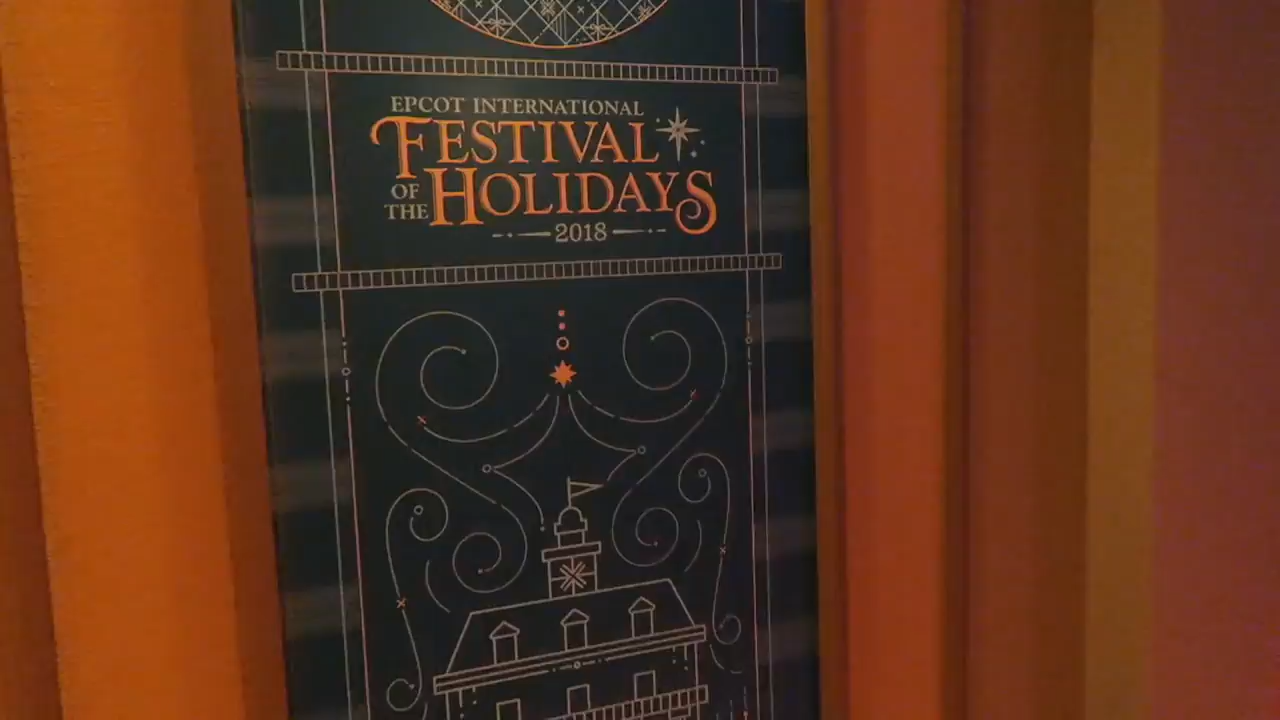 EPCOT INTERNATIONAL
FESTIVAL
OF THE HOLIDAYS
2018